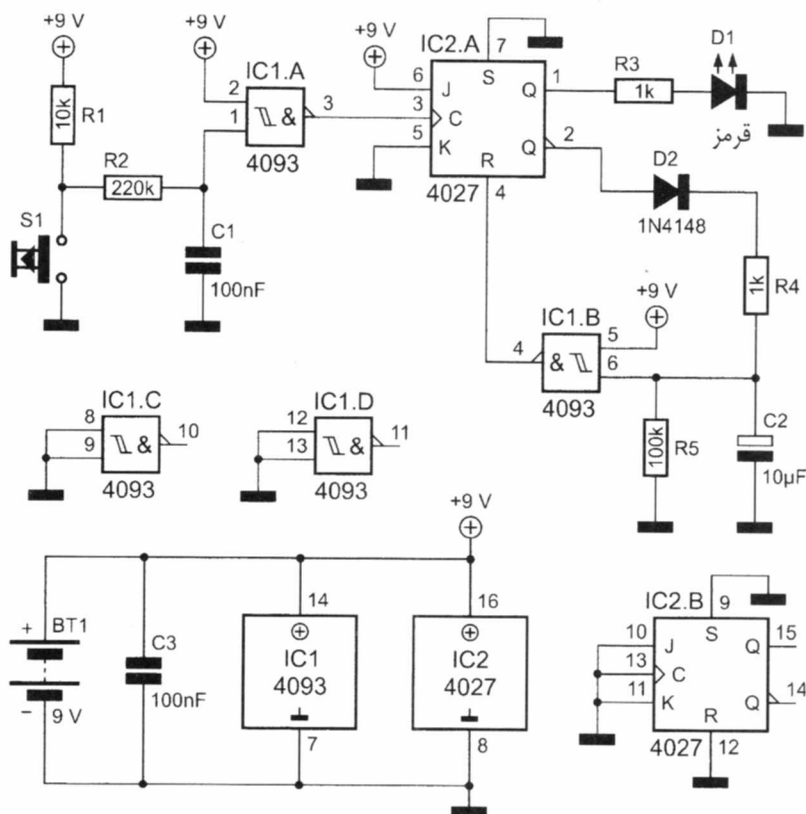 +9 V
R1
10k
S1
R2
220k
+9 V
C1
100nF
IC1.A
2
1
&
3
4093
+9 V
IC2.A
7
S
6
J
3
C
5
K
R
4
Q
1
Q
2
4027
R3
1k
D1
قرمز
D2
1N4148
R4
1k
+9 V
IC1.B
4
&
5
6
4093
R5
100k
C2
10µF
IC1.C
8
9
&
10
4093
IC1.D
12
13
&
11
4093
+9 V
+
BT1
−
9 V
C3
100nF
14
IC1
4093
7
16
IC2
4027
8
IC2.B
9
S
10
J
13
C
11
K
Q
15
Q
14
R
12
4027